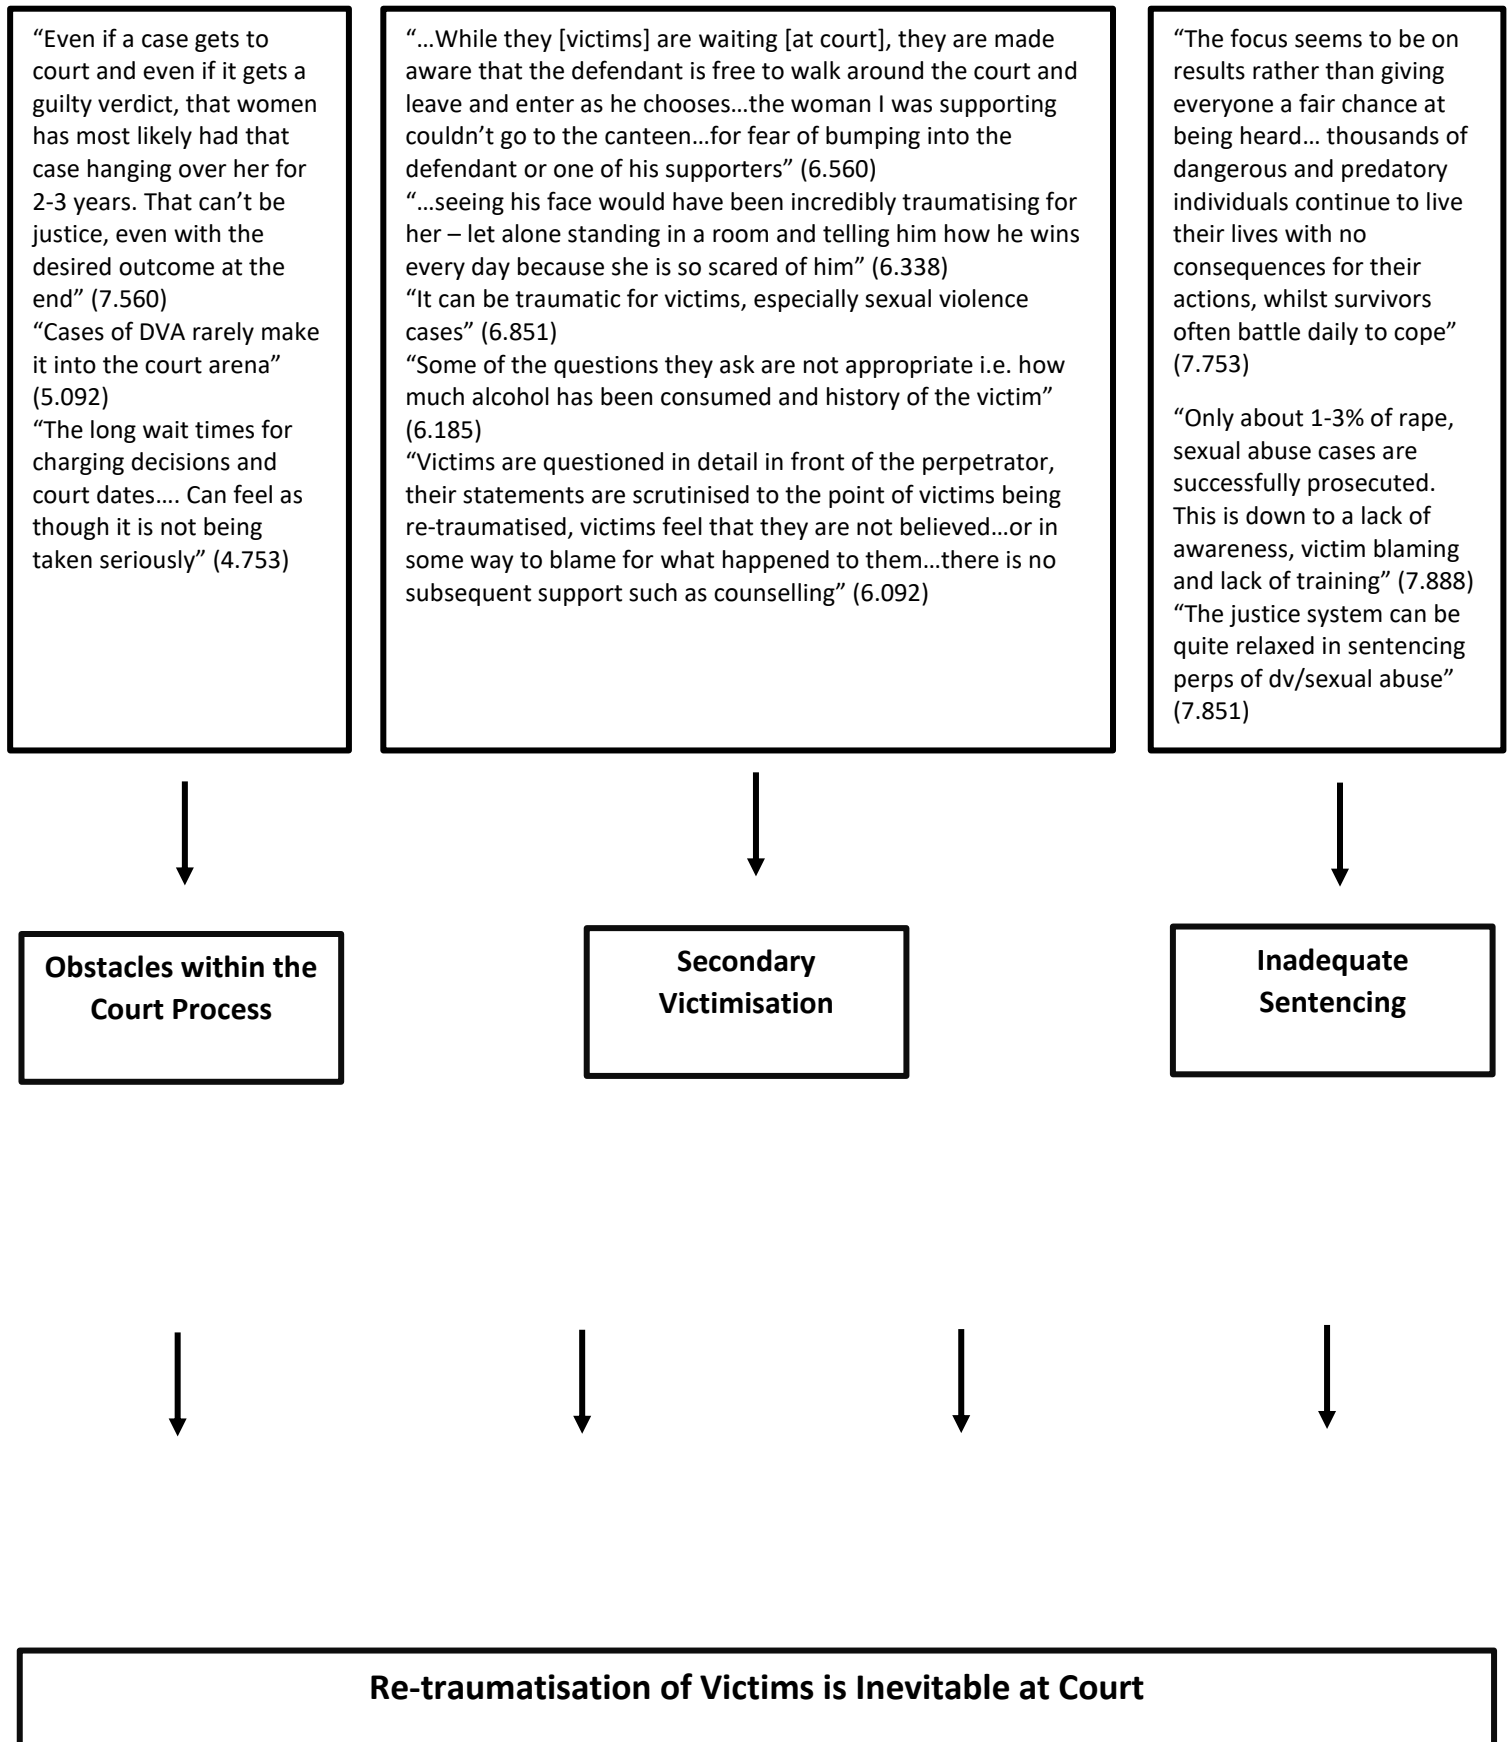 “Even if a case gets to
court and even if it gets a
guilty verdict, that women
has most likely had that
case hanging over her for
2-3 years. That can’t be
justice, even with the
desired outcome at the
end” (7.560)
“Cases of DVA rarely make
it into the court arena”
(5.092)
“The long wait times for
charging decisions and
court dates…. Can feel as
though it is not being
taken seriously” (4.753)
“…While they [victims] are waiting [at court], they are made
aware that the defendant is free to walk around the court and
leave and enter as he chooses…the woman I was supporting
couldn’t go to the canteen…for fear of bumping into the
defendant or one of his supporters” (6.560)
“…seeing his face would have been incredibly traumatising for
her – let alone standing in a room and telling him how he wins
every day because she is so scared of him” (6.338)
“It can be traumatic for victims, especially sexual violence
cases” (6.851)
“Some of the questions they ask are not appropriate i.e. how
much alcohol has been consumed and history of the victim”
(6.185)
“Victims are questioned in detail in front of the perpetrator,
their statements are scrutinised to the point of victims being
re-traumatised, victims feel that they are not believed…or in
some way to blame for what happened to them…there is no
subsequent support such as counselling” (6.092)
“The focus seems to be on
results rather than giving
everyone a fair chance at
being heard… thousands of
dangerous and predatory
individuals continue to live
their lives with no
consequences for their
actions, whilst survivors
often battle daily to cope”
(7.753)
“Only about 1-3% of rape,
sexual abuse cases are
successfully prosecuted.
This is down to a lack of
awareness, victim blaming
and lack of training” (7.888)
“The justice system can be
quite relaxed in sentencing
perps of dv/sexual abuse”
(7.851)
Obstacles within the
Court Process
Secondary
Victimisation
Inadequate
Sentencing
Re-traumatisation of Victims is Inevitable at Court